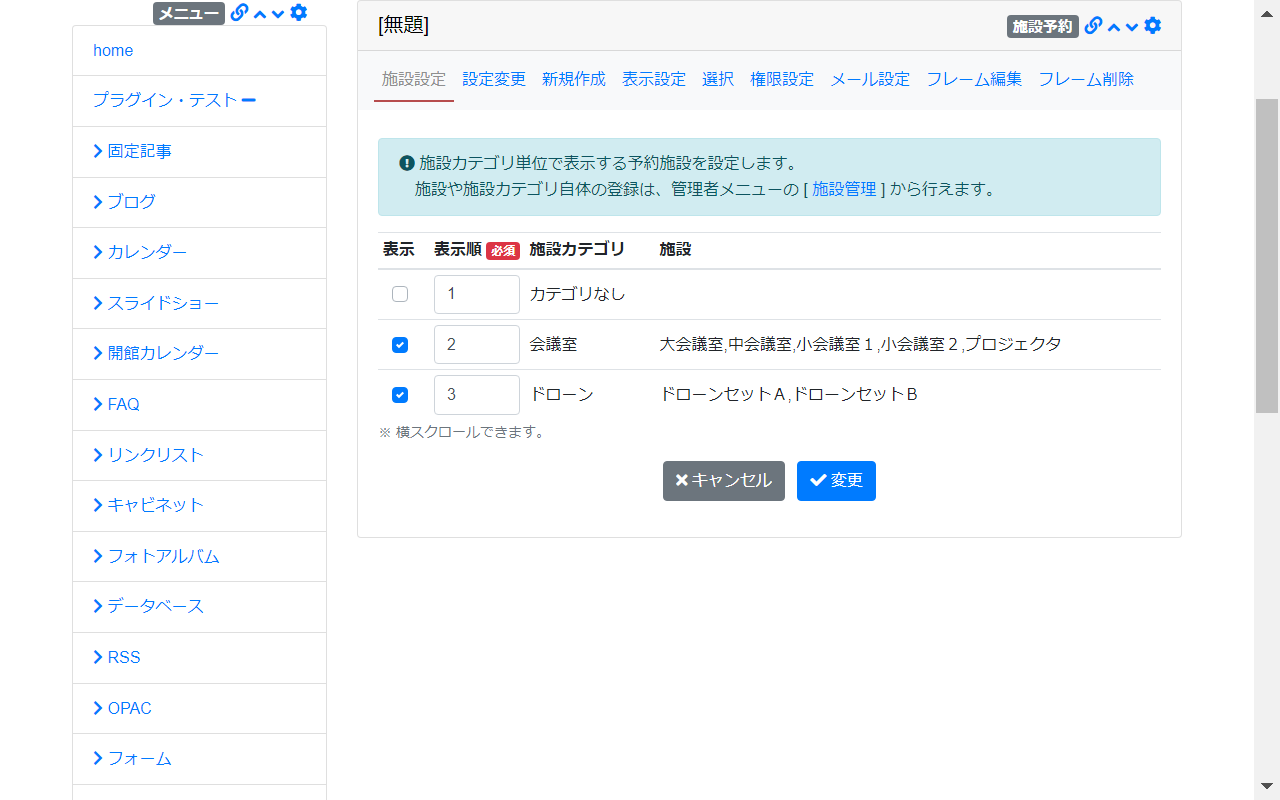 メニュー
home
プラグイン・テスト
固定記事
ブログ
カレンダー
スライドショー
開館カレンダー
FAQ
リンクリスト
キャビネット
フォトアルバム
データベース
RSS
OPAC
フォーム
[無題]
施設予約
施設設定 設定変更 新規作成 表示設定 選択 権限設定 メール設定 フレーム編集 フレーム削除
施設カテゴリ単位で表示する予約施設を設定します。
施設や施設カテゴリ自体の登録は、管理者メニューの [ 施設管理 ] から行えます。
表示 表示順 必須 施設カテゴリ 施設
1 カテゴリなし
2 会議室 大会議室,中会議室,小会議室１,小会議室２,プロジェクタ
3 ドローン ドローンセットＡ,ドローンセットＢ
※ 横スクロールできます。
キャンセル 変更